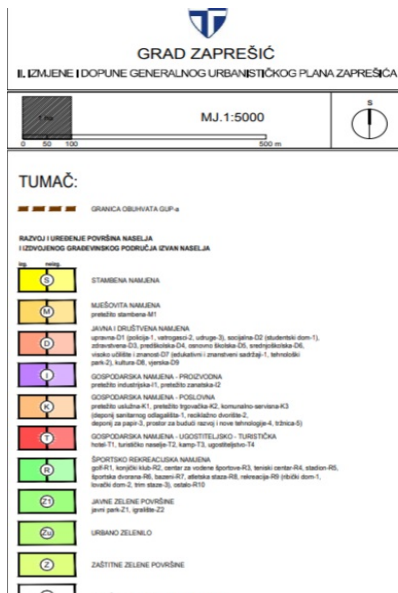 GRAD ZAPREŠIĆ
II. IZMJENE I DOPUNE GENERALNOG URBANISTIČKOG PLANA ZAPREŠIĆA
1 ha
MJ.1:5000
S
0 50 100 500 m
TUMAČ:
GRANICA OBUHVATA GUP-a
RAZVOJ I UREĐENJE POVRŠINA NASELJA
I IZDVOJENOG GRAĐEVINSKOG PODRUČJA IZVAN NASELJA
izg. neizg.
S STAMBENA NAMJENA
M MJEŠOVITA NAMJENA
pretežito stambena-M1
D JAVNA I DRUŠTVENA NAMJENA
upravna-D1 (policija-1, vatrogasci-2, udruge-3), socijalna-D2 (studentski dom-1),
zdravstvena-D3, predškolska-D4, osnovno školska-D5, srednjoškolska-D6,
visoko učilište i znanost-D7 (edukativni i znanstveni sadržaji-1, tehnološki
park-2), kultura-D8, vjerska-D9
I GOSPODARSKA NAMJENA - PROIZVODNA
pretežito industrijska-I1, pretežito zanatska-I2
K GOSPODARSKA NAMJENA - POSLOVNA
pretežito uslužna-K1, pretežito trgovačka-K2, komunalno-servisna-K3
(deponij sanitarnog odlagališta-1, reciklažno dvorište-2,
deponij za papir-3, prostor za budući razvoj i nove tehnologije-4, tržnica-5)
T GOSPODARSKA NAMJENA - UGOSTITELJSKO - TURISTIČKA
hotel-T1, turističko naselje-T2, kamp-T3, ugostiteljstvo-T4
R ŠPORTSKO REKREACIJSKA NAMJENA
golf-R1, konjički klub-R2, centar za vodene športove-R3, teniski centar-R4, stadion-R5,
športska dvorana-R6, bazeni-R7, atletska staza-R8, rekreacija-R9 (ribički dom-1,
lovački dom-2, trim staze-3), ostalo-R10
Z1 JAVNE ZELENE POVRŠINE
javni park-Z1, igralište-Z2
Zu URBANO ZELENILO
Z ZAŠTITNE ZELENE POVRŠINE